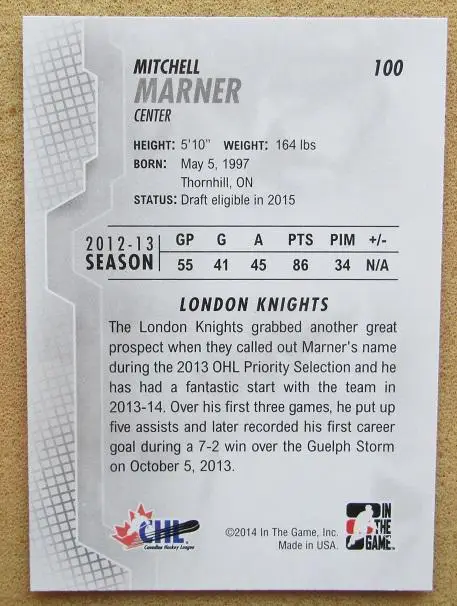 MITCHELL
MARNER
CENTER
100
HEIGHT: 5'10" WEIGHT: 164 lbs
BORN: May 5, 1997
Thornhill, ON
STATUS: Draft eligible in 2015
2012-13 SEASON
GP G A PTS PIM +/-
55 41 45 86 34 N/A
LONDON KNIGHTS
The London Knights grabbed another great
prospect when they called out Marner's name
during the 2013 OHL Priority Selection and he
has had a fantastic start with the team in
2013-14. Over his first three games, he put up
five assists and later recorded his first career
goal during a 7-2 win over the Guelph Storm
on October 5, 2013.
CHL
Canadian Hockey League
©2014 In The Game, Inc.
Made in USA.
IN
THE
GAME